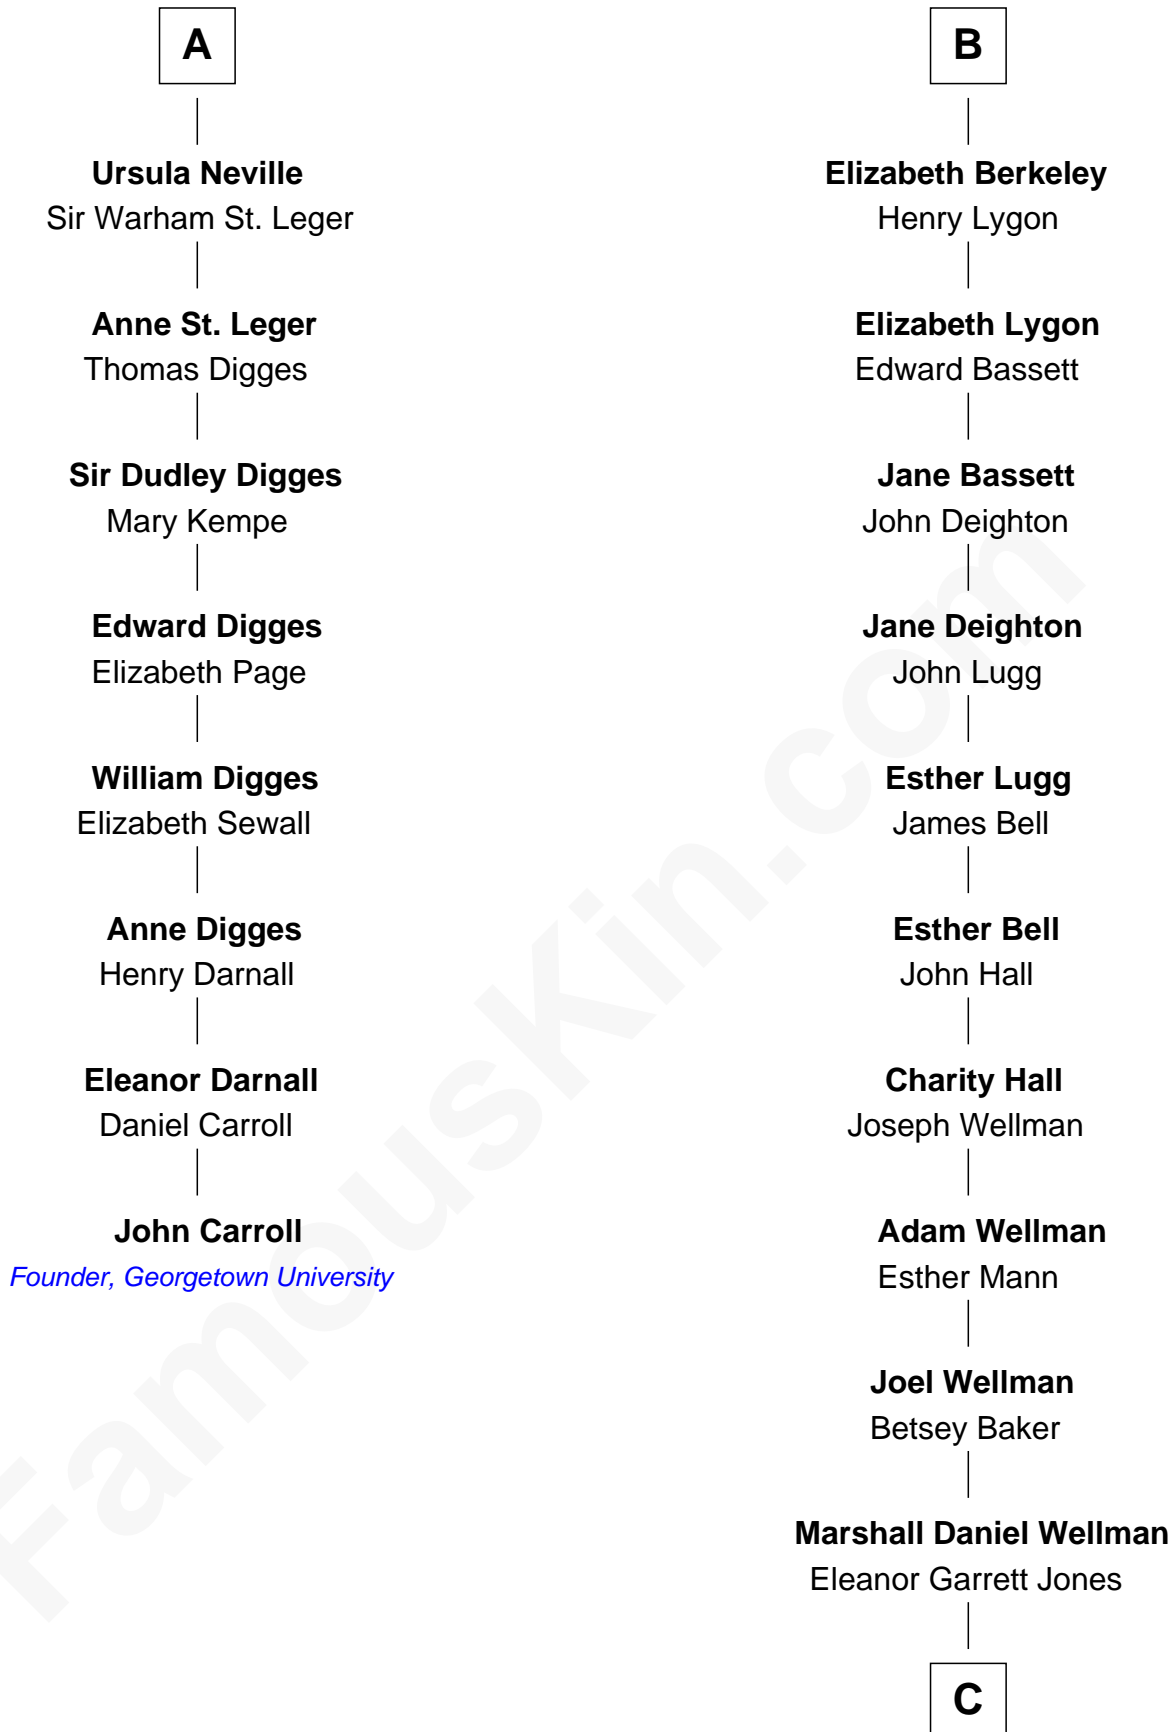 A
Ursula Neville
Sir Warham St. Leger
Anne St. Leger
Thomas Digges
Sir Dudley Digges
Mary Kempe
Edward Digges
Elizabeth Page
William Digges
Elizabeth Sewall
Anne Digges
Henry Darnall
Eleanor Darnall
Daniel Carroll
John Carroll
Founder, Georgetown University
B
Elizabeth Berkeley
Henry Lygon
Elizabeth Lygon
Edward Bassett
Jane Bassett
John Deighton
Jane Deighton
John Lugg
Esther Lugg
James Bell
Esther Bell
John Hall
Charity Hall
Joseph Wellman
Adam Wellman
Esther Mann
Joel Wellman
Betsey Baker
Marshall Daniel Wellman
Eleanor Garrett Jones
C
FamousKin.com